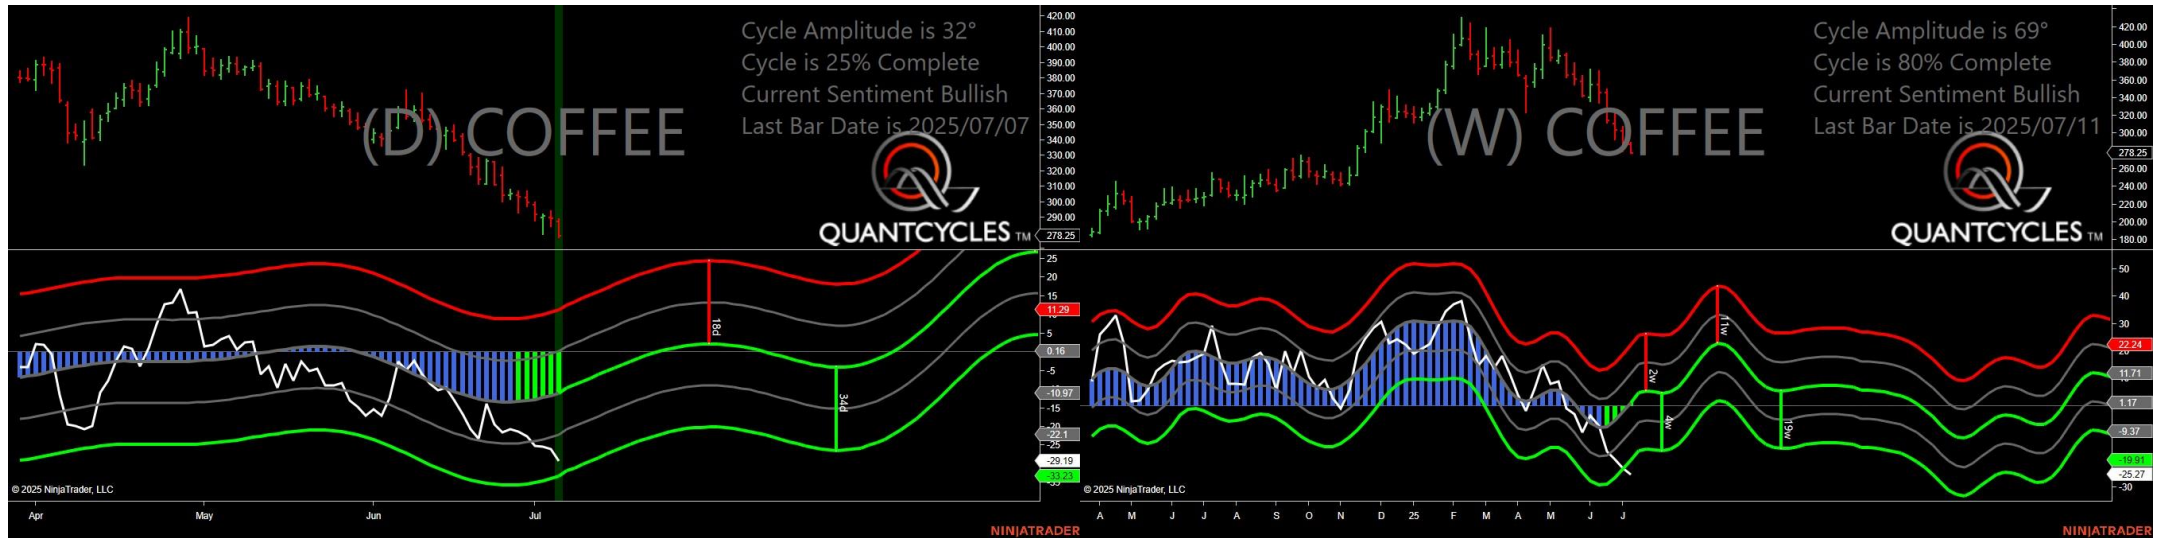 Cycle Amplitude is 32°
Cycle is 25% Complete
Current Sentiment Bullish
Last Bar Date is 2025/07/07
(D) COFFEE
QUANTCYCLES TM
420.00
410.00
400.00
390.00
380.00
370.00
360.00
350.00
340.00
330.00
320.00
310.00
300.00
290.00
278.25
25
20
15
11.29
5
0.16
-5
-10.97
-15
-22.1
-25
-29.19
-33.23
18d
34d
© 2025 NinjaTrader, LLC
Apr May Jun Jul
NINJATRADER
Cycle Amplitude is 69°
Cycle is 80% Complete
Current Sentiment Bullish
Last Bar Date is 2025/07/11
(W) COFFEE
QUANTCYCLES TM
420.00
400.00
380.00
360.00
340.00
320.00
300.00
278.25
260.00
240.00
220.00
200.00
180.00
50
40
30
22.24
11.71
1.17
-9.37
-19.91
-25.27
-30
2w
4w
11w
19w
© 2025 NinjaTrader, LLC
A M J J A S O N D 25 F M A M J J
NINJATRADER